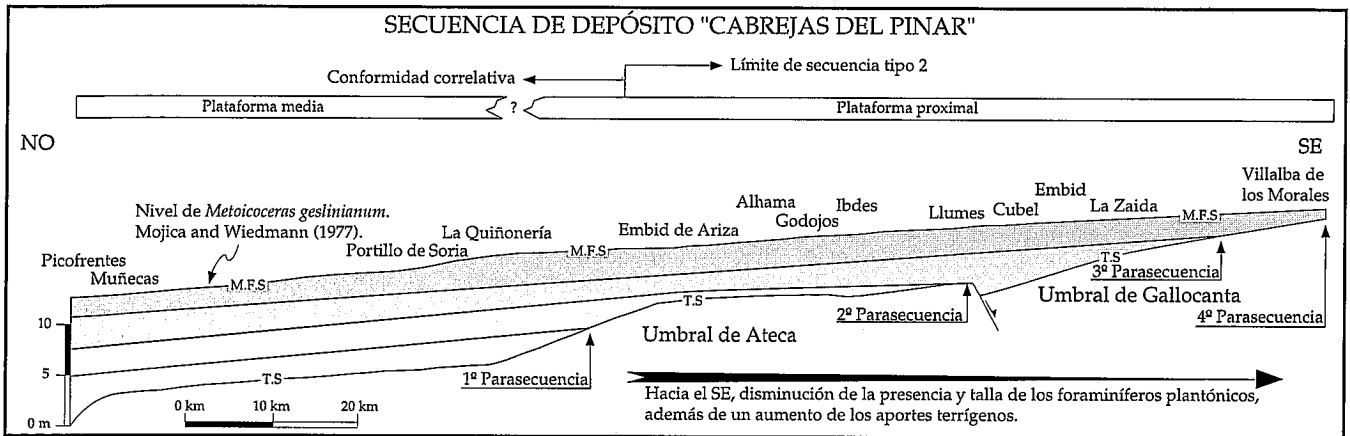 SECUENCIA DE DEPÓSITO "CABREJAS DEL PINAR"
Conformidad correlativa
Límite de secuencia tipo 2
Plataforma media
?
Plataforma proximal
NO
SE
Nivel de Metoicoceras geslinianum.
Mojica and Wiedmann (1977).
Picofrentes
Muñecas
M.F.S
Portillo de Soria
La Quiñonería
M.F.S
Embid de Ariza
Alhama
Godojos
Ibdes
Llumes
Cubel
Embid
La Zaida
M.F.S
Villalba de
los Morales
10
5
0 m
T.S
0 km
10 km
20 km
1ª Parasecuencia
T.S
Umbral de Ateca
2ª Parasecuencia
T.S
3ª Parasecuencia
Umbral de Gallocanta
4ª Parasecuencia
Hacia el SE, disminución de la presencia y talla de los foraminíferos plantónicos,
además de un aumento de los aportes terrígenos.